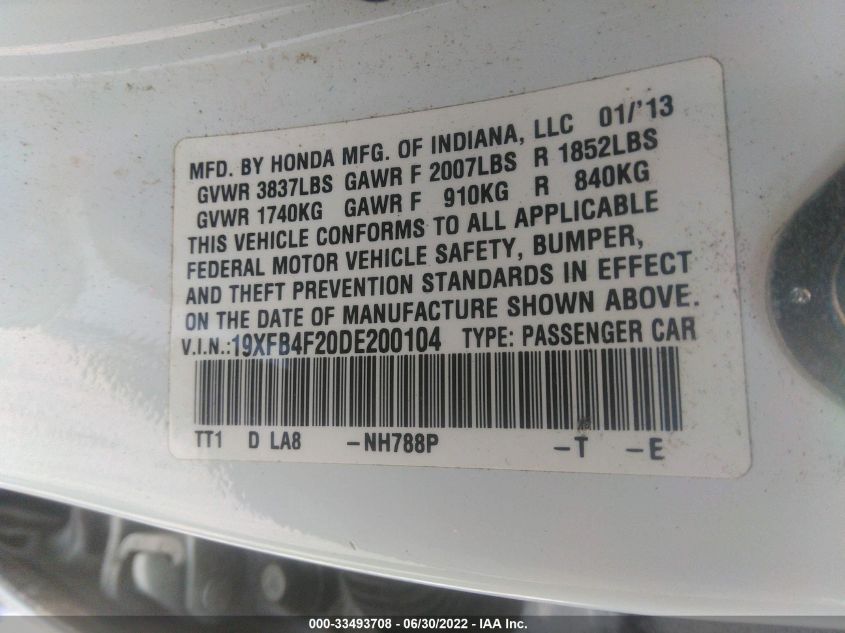 MFD. BY HONDA MFG. OF INDIANA, LLC 01/'13
GVWR 3837LBS GAWR F 2007LBS R 1852LBS
GVWR 1740KG GAWR F 910KG R 840KG
THIS VEHICLE CONFORMS TO ALL APPLICABLE
FEDERAL MOTOR VEHICLE SAFETY, BUMPER,
AND THEFT PREVENTION STANDARDS IN EFFECT
ON THE DATE OF MANUFACTURE SHOWN ABOVE.
V.I.N.:19XFB4F20DE200104 TYPE: PASSENGER CAR
TT1 D LA8 –NH788P –T –E
000-33493708 - 06/30/2022 - IAA Inc.